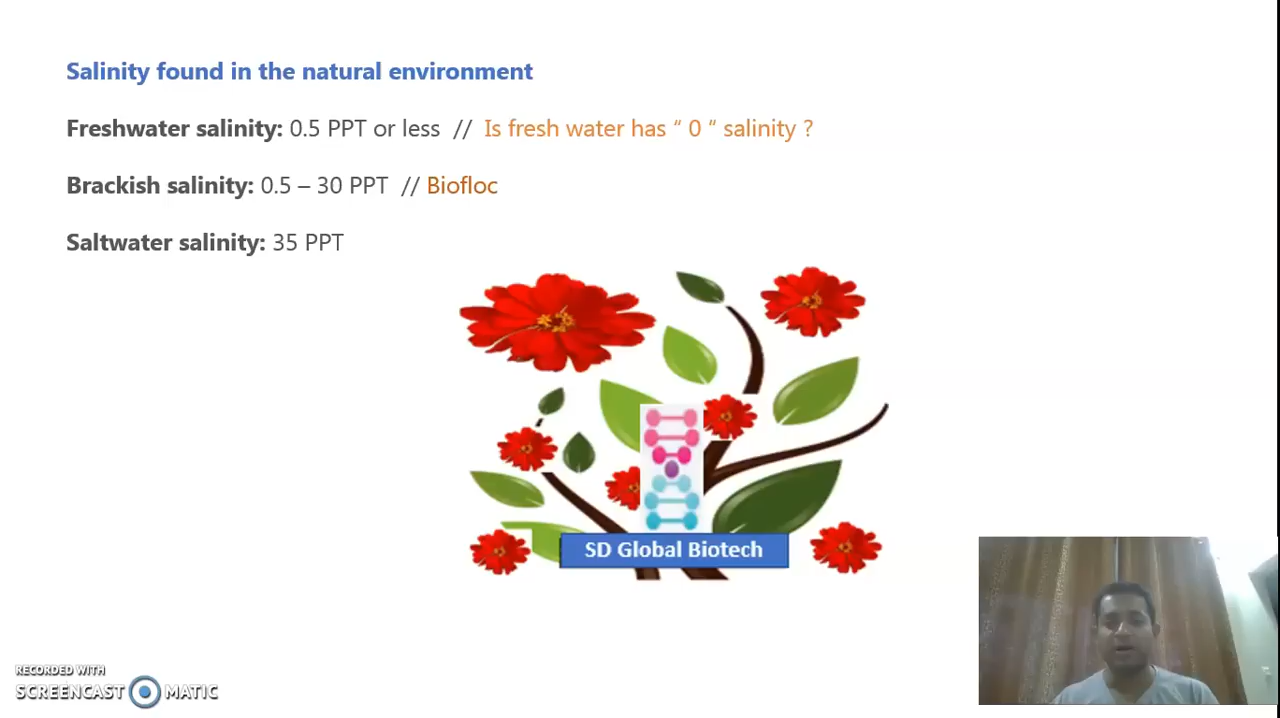 Salinity found in the natural environment
Freshwater salinity: 0.5 PPT or less // Is fresh water has “ 0 ” salinity ?
Brackish salinity: 0.5 – 30 PPT // Biofloc
Saltwater salinity: 35 PPT
SD Global Biotech
RECORDED WITH
SCREENCAST MATIC